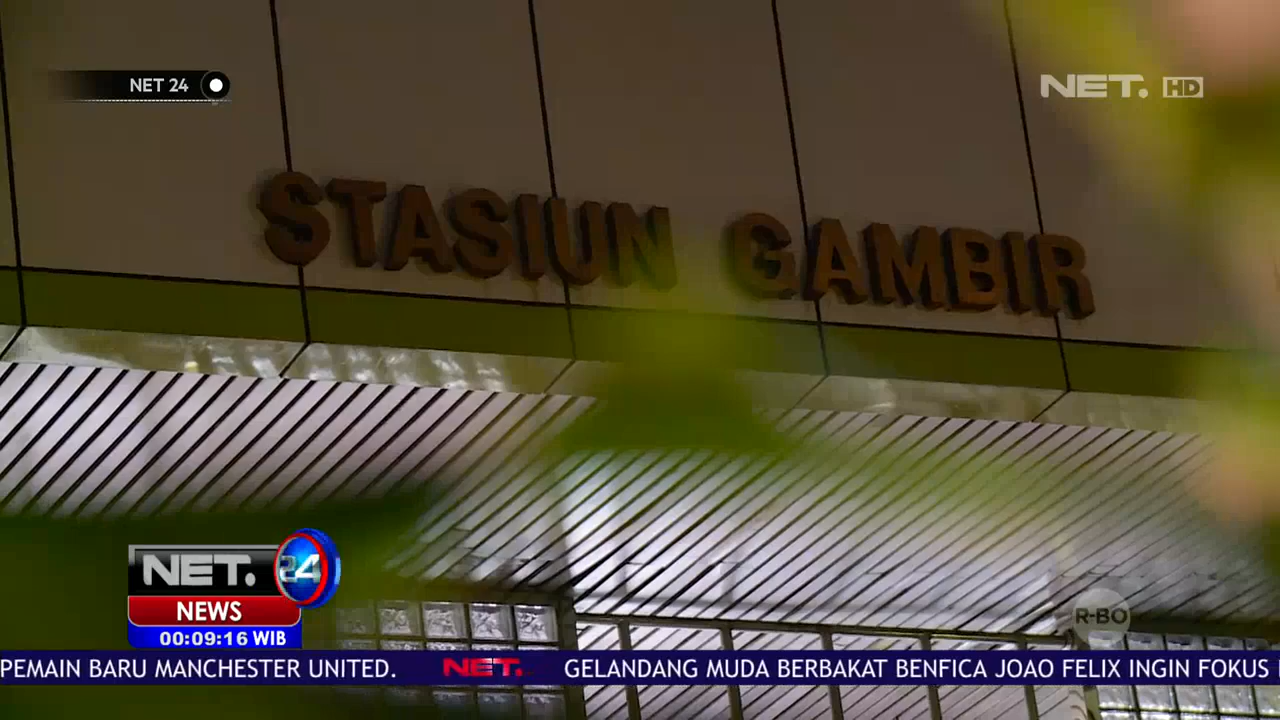 NET 24
NET. HD
STASIUN GAMBIR
NET. 24
NEWS
00:09:16 WIB
R-BO
PEMAIN BARU MANCHESTER UNITED. NET. GELANDANG MUDA BERBAKAT BENFICA JOAO FELIX INGIN FOKUS